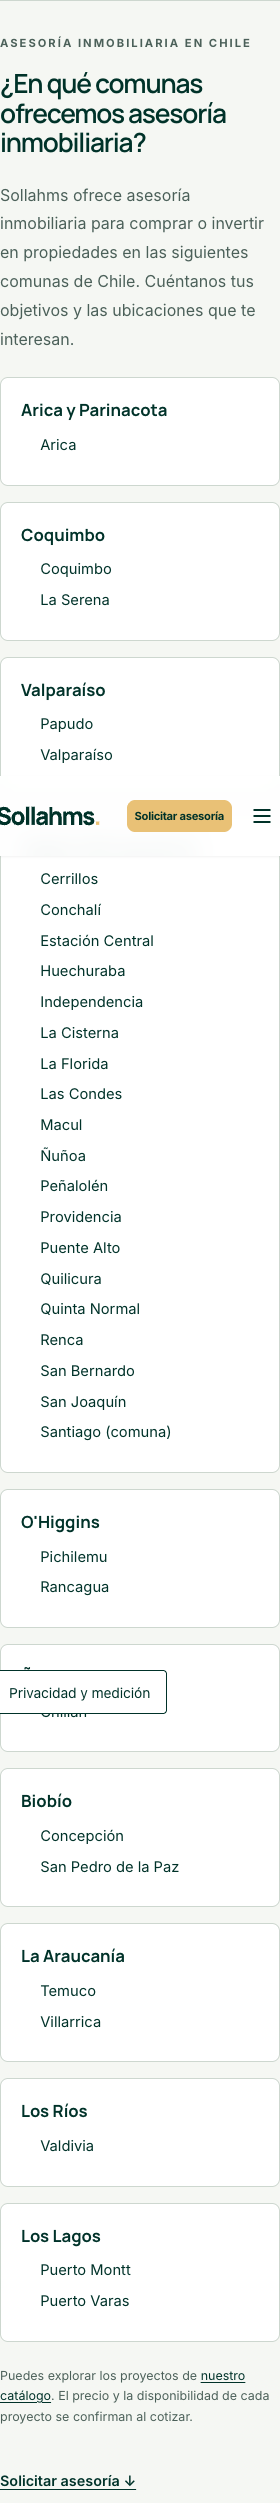 ASESORÍA INMOBILIARIA EN CHILE
¿En qué comunas
ofrecemos asesoría
inmobiliaria?
Sollahms ofrece asesoría
inmobiliaria para comprar o invertir
en propiedades en las siguientes
comunas de Chile. Cuéntanos tus
objetivos y las ubicaciones que te
interesan.
Arica y Parinacota
Arica
Coquimbo
Coquimbo
La Serena
Valparaíso
Papudo
Valparaíso
Sollahms.
Solicitar asesoría
Cerrillos
Conchalí
Estación Central
Huechuraba
Independencia
La Cisterna
La Florida
Las Condes
Macul
Ñuñoa
Peñalolén
Providencia
Puente Alto
Quilicura
Quinta Normal
Renca
San Bernardo
San Joaquín
Santiago (comuna)
O'Higgins
Pichilemu
Rancagua
Privacidad y medición
Biobío
Concepción
San Pedro de la Paz
La Araucanía
Temuco
Villarrica
Los Ríos
Valdivia
Los Lagos
Puerto Montt
Puerto Varas
Puedes explorar los proyectos de nuestro
catálogo. El precio y la disponibilidad de cada
proyecto se confirman al cotizar.
Solicitar asesoría ↓